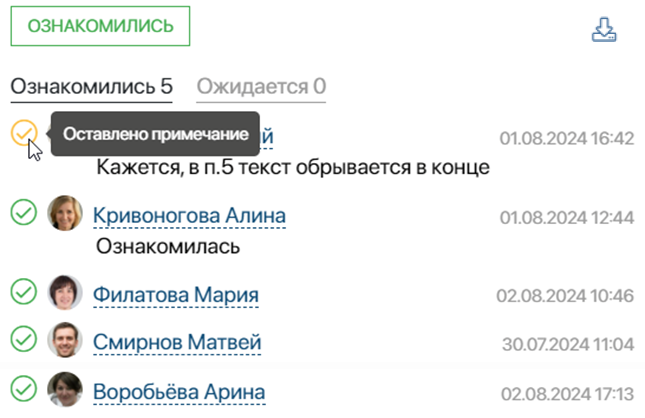 ОЗНАКОМИЛИСЬ
Ознакомились 5 Ожидается 0
Оставлено примечание 01.08.2024 16:42
Кажется, в п.5 текст обрывается в конце
Кривоногова Алина 01.08.2024 12:44
Ознакомилась
Филатова Мария 02.08.2024 10:46
Смирнов Матвей 30.07.2024 11:04
Воробьёва Арина 02.08.2024 17:13